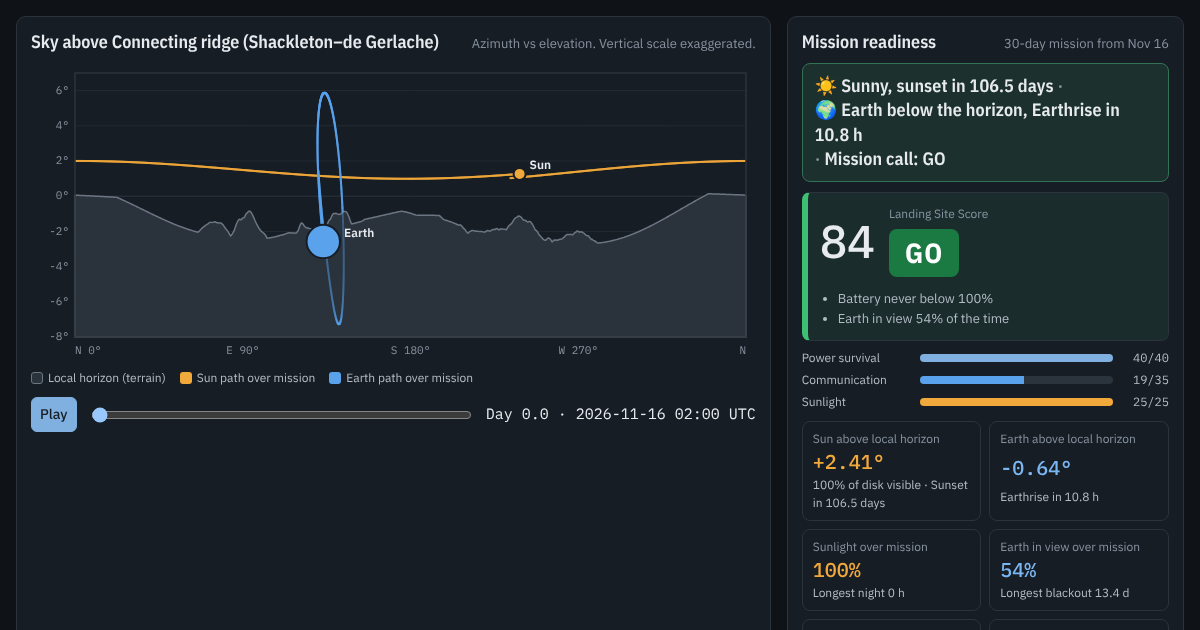 Sky above Connecting ridge (Shackleton–de Gerlache)
Azimuth vs elevation. Vertical scale exaggerated.
6°
4°
2°
0°
-2°
-4°
-6°
-8°
Sun
Earth
N 0°
E 90°
S 180°
W 270°
N
Local horizon (terrain)
Sun path over mission
Earth path over mission
Play
Day 0.0 · 2026-11-16 02:00 UTC
Mission readiness
30-day mission from Nov 16
☀️ Sunny, sunset in 106.5 days ·
🌍 Earth below the horizon, Earthrise in
10.8 h
· Mission call: GO
84
Landing Site Score
GO
• Battery never below 100%
• Earth in view 54% of the time
Power survival 40/40
Communication 19/35
Sunlight 25/25
Sun above local horizon
+2.41°
100% of disk visible · Sunset
in 106.5 days
Earth above local horizon
-0.64°
Earthrise in 10.8 h
Sunlight over mission
100%
Longest night 0 h
Earth in view over mission
54%
Longest blackout 13.4 d